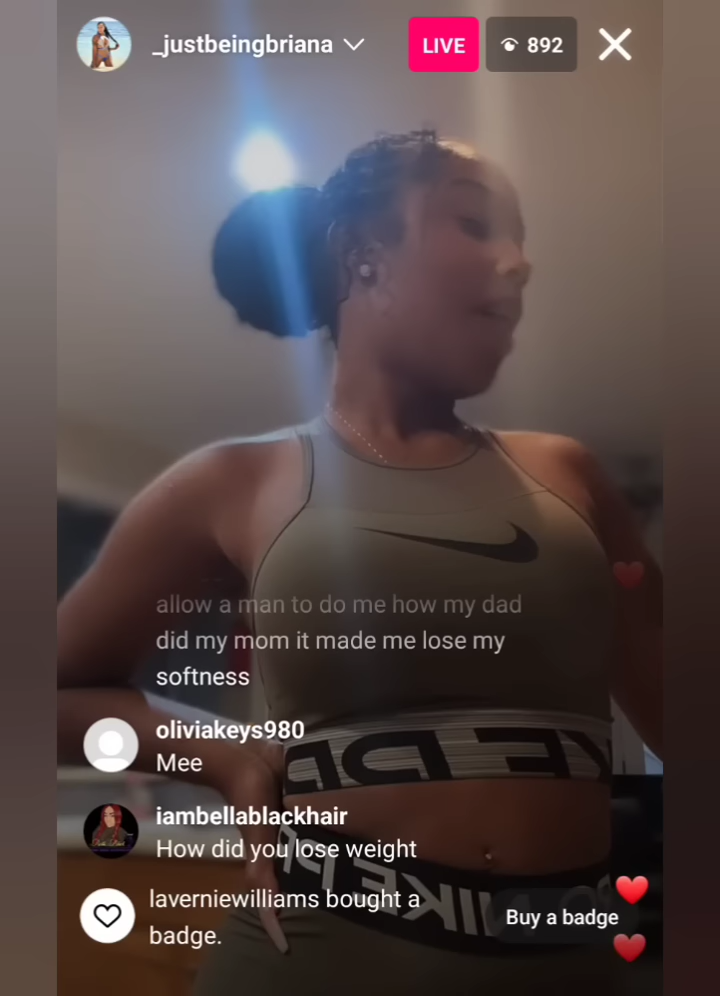 _justbeingbriana
LIVE
892
allow a man to do me how my dad
did my mom it made me lose my
softness
oliviakeys980
Mee
iambellablackhair
How did you lose weight
laverniewilliams bought a
badge.
Buy a badge
NIKE